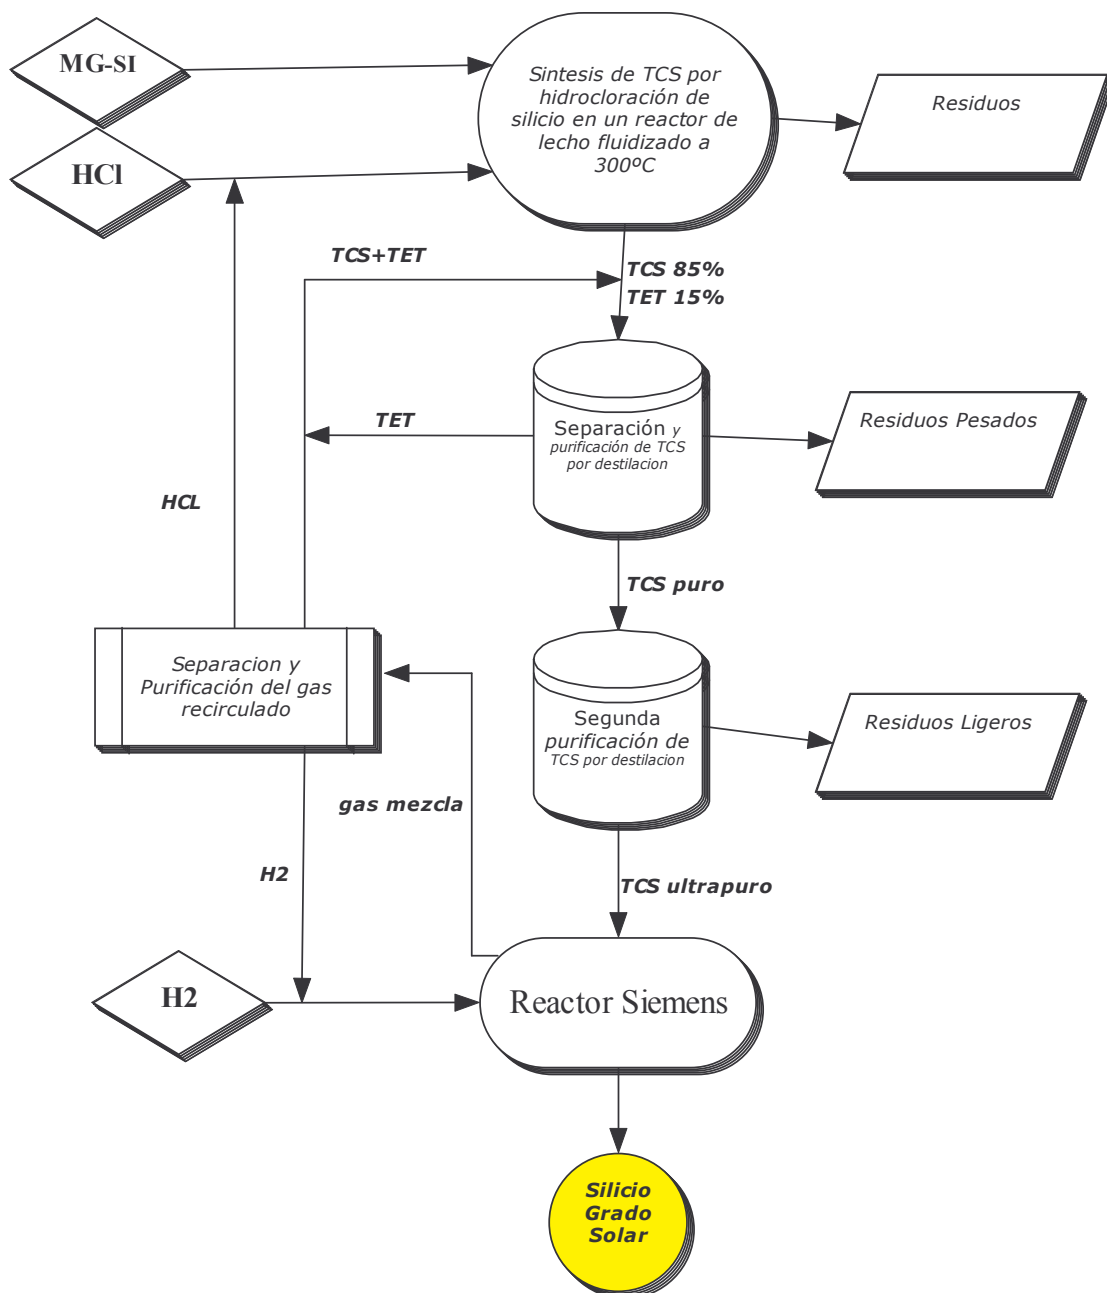 MG-SI
HCl
Sintesis de TCS por
hidrocloración de
silicio en un reactor de
lecho fluidizado a
300ºC
Residuos
TCS+TET
TCS 85%
TET 15%
TET
Separación y
purificación de TCS
por destilacion
Residuos Pesados
HCL
TCS puro
Separacion y
Purificación del gas
recirculado
Segunda
purificación de
TCS por destilacion
Residuos Ligeros
gas mezcla
H2
TCS ultrapuro
H2
Reactor Siemens
Silicio
Grado
Solar